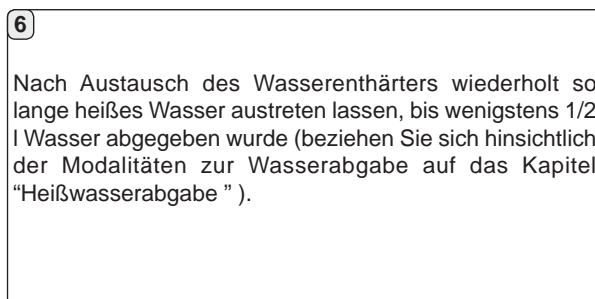 6
Nach Austausch des Wasserenthärters wiederholt so
lange heißes Wasser austreten lassen, bis wenigstens 1/2
l Wasser abgegeben wurde (beziehen Sie sich hinsichtlich
der Modalitäten zur Wasserabgabe auf das Kapitel
“Heißwasserabgabe ” ).